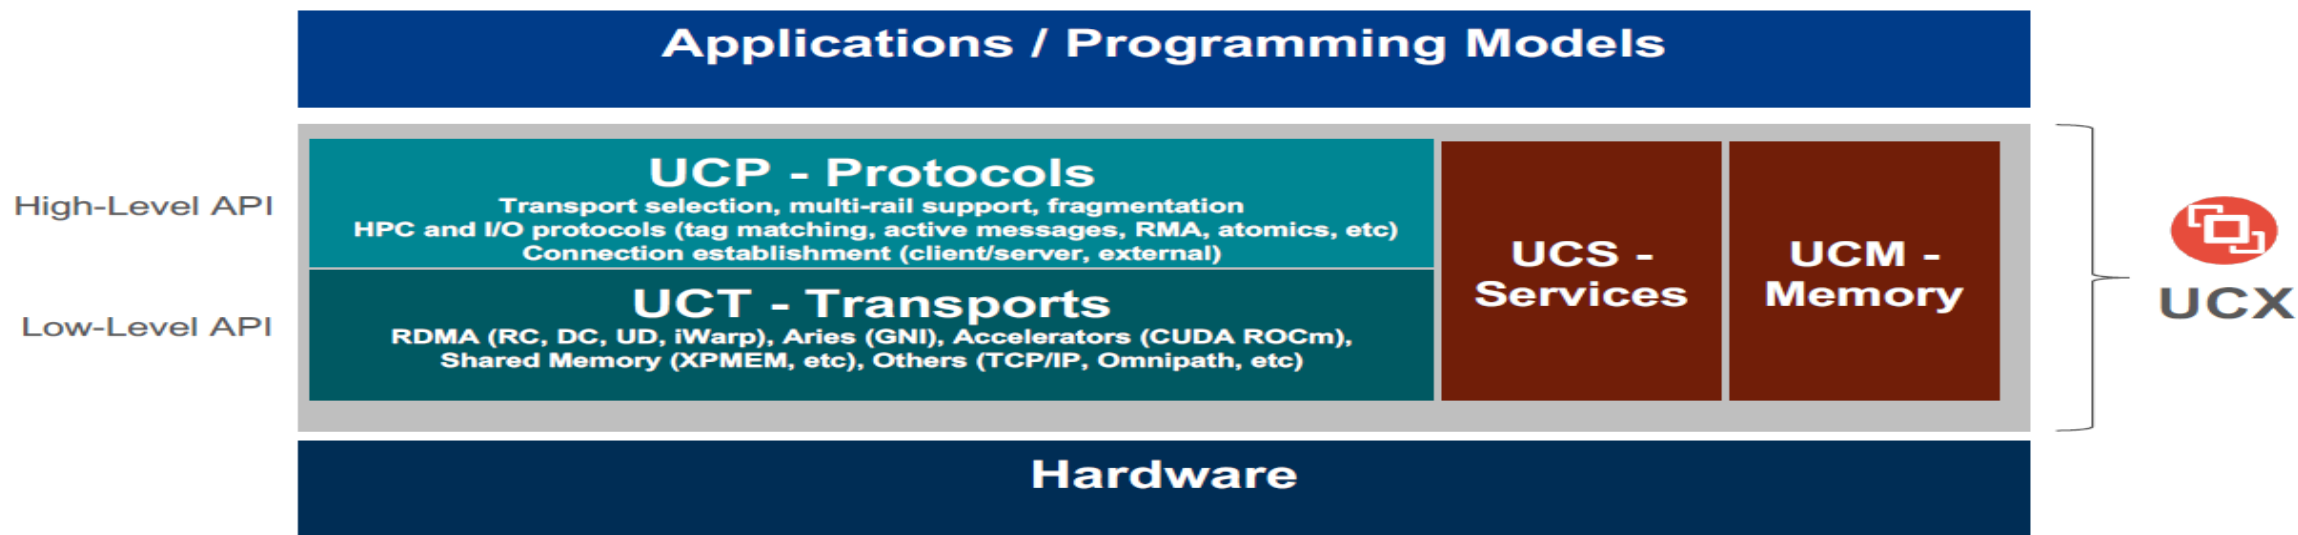 Applications / Programming Models
High-Level API
UCP - Protocols
Transport selection, multi-rail support, fragmentation
HPC and I/O protocols (tag matching, active messages, RMA, atomics, etc)
Connection establishment (client/server, external)
Low-Level API
UCT - Transports
RDMA (RC, DC, UD, iWarp), Aries (GNI), Accelerators (CUDA ROCm),
Shared Memory (XPMEM, etc), Others (TCP/IP, Omnipath, etc)
UCS -
Services
UCM -
Memory
UCX
Hardware